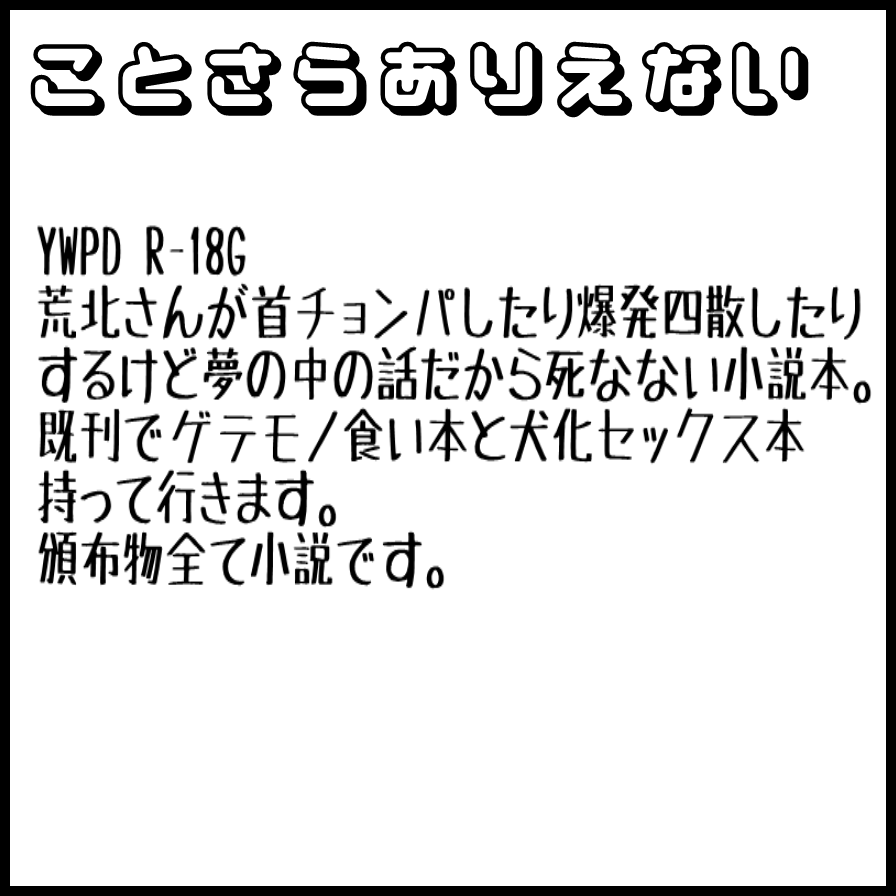 ことさらありえない
YWPD R-18G
荒北さんが首チョンパしたり爆発四散したり
するけど夢の中の話だから死なない小説本。
既刊でゲテモノ食い本と犬化セックス本
持って行きます。
頒布物全て小説です。